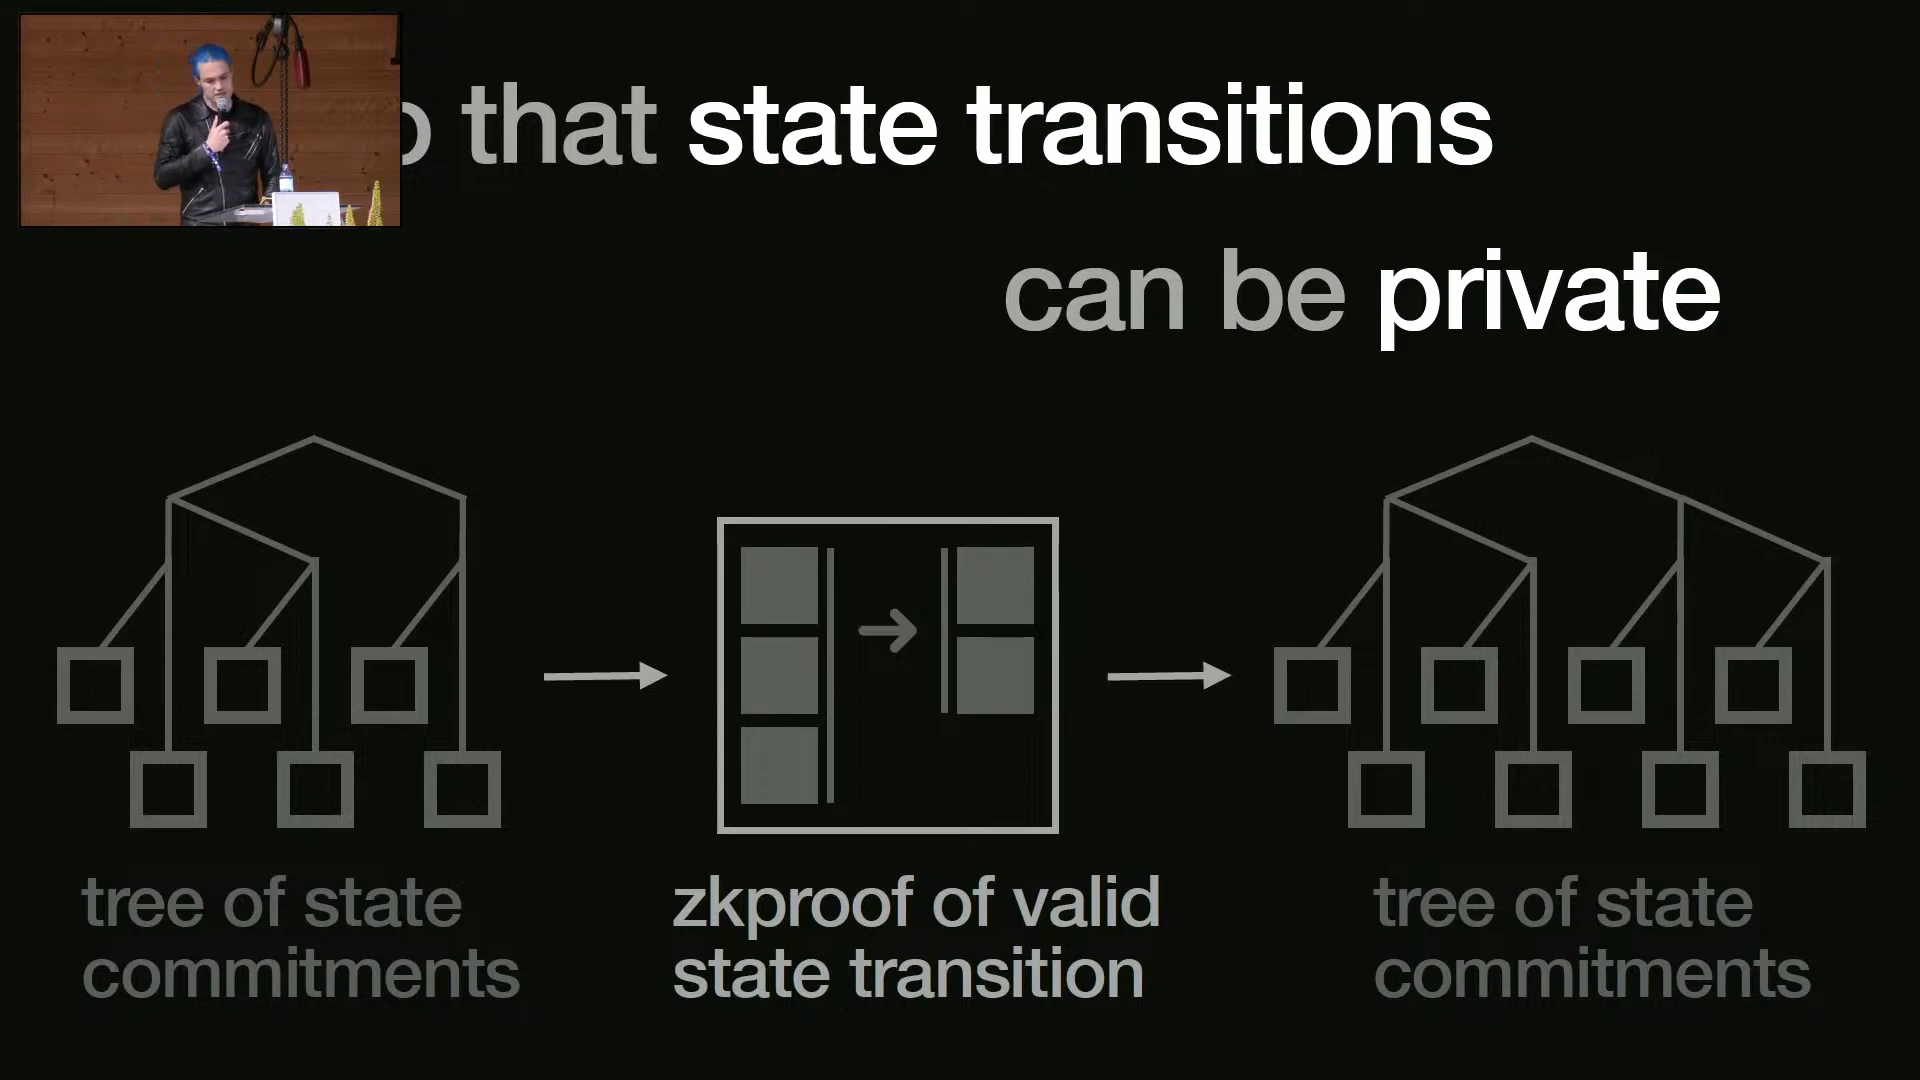 that state transitions
can be private
tree of state
commitments
zkproof of valid
state transition
tree of state
commitments